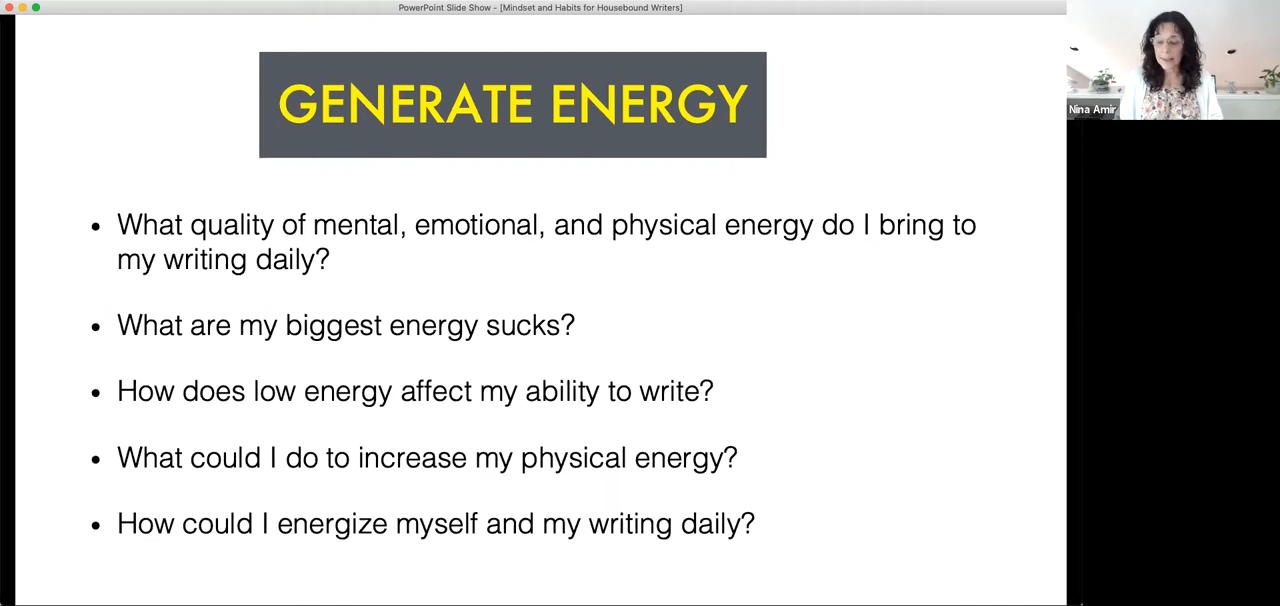 PowerPoint Slide Show - [Mindset and Habits for Housebound Writers]
GENERATE ENERGY
Nina Amir
• What quality of mental, emotional, and physical energy do I bring to
my writing daily?
• What are my biggest energy sucks?
• How does low energy affect my ability to write?
• What could I do to increase my physical energy?
• How could I energize myself and my writing daily?